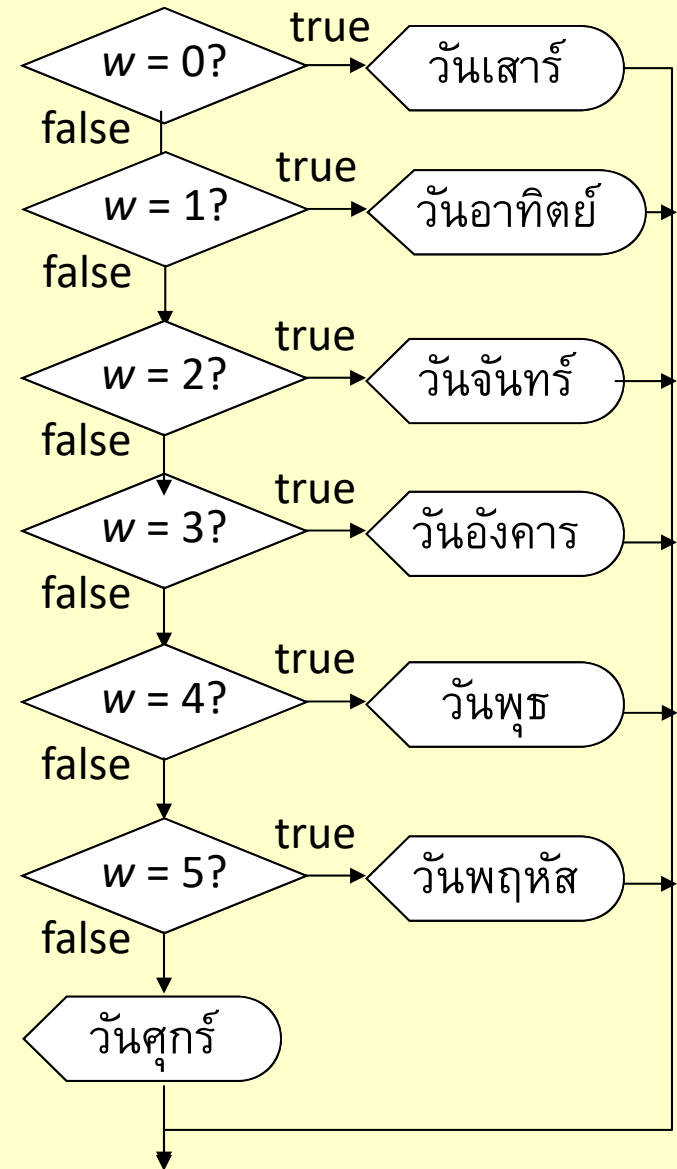 true
w = 0?
วันเสาร์
false
true
w = 1?
วันอาทิตย์
false
true
w = 2?
วันจันทร์
false
true
w = 3?
วันอังคาร
false
true
w = 4?
วันพุธ
false
true
w = 5?
วันพฤหัส
false
วันศุกร์